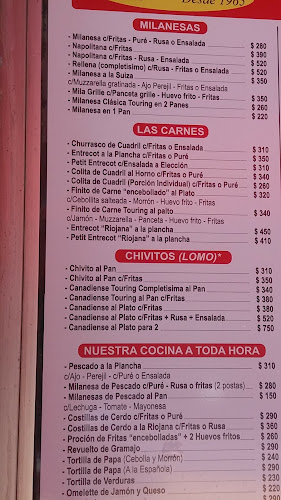 Desde 1965
MILANESAS
- Milanesa c/Fritas - Puré - Rusa o Ensalada $ 280
- Napolitana c/Fritas $ 390
- Napolitana c/Fritas - Rusa - Ensalada $ 520
- Rellena (completísimo) c/Rusa - Fritas o Ensalada $ 520
- Milanesa a la Suiza $ 350
c/Muzzarella gratinada - Ajo Perejil - Fritas o Ensalada
- Mila Grille c/Panceta grille - Huevo frito - Fritas $ 350
- Milanesa Clásica Touring en 2 Panes $ 260
- Milanesa en 1 Pan $ 220
LAS CARNES
- Churrasco de Cuadril c/Fritas o Ensalada $ 310
- Entrecot a la Plancha c/Fritas o Puré $ 350
- Petit Entrecot c/Ensalada a Elección $ 310
- Colita de Cuadril al Horno c/Fritas o Puré $ 340
- Colita de Cuadril (Porción Individual) c/Fritas o Puré $ 260
- Finito de Carne "encebollado" al Plato $ 320
c/Cebollita salteada - Morrón - Huevo frito - Fritas
- Finito de Carne Touring al palto $ 340
c/Jamón - Muzzarella - Panceta - Huevo frito - Fritas
- Entrecot "Riojana" a la plancha $ 450
- Petit Entrecot "Riojana" a la plancha $ 410
CHIVITOS (LOMO)*
- Chivito al Pan $ 310
- Chivito al Pan c/Fritas $ 350
- Canadiense Touring Completísima al Pan $ 340
- Canadiense Touring al Pan c/Fritas $ 380
- Canadiense al Plato c/Fritas $ 380
- Canadiense al Plato c/Fritas + Rusa + Ensalada $ 520
- Canadiense al Plato para 2 $ 750
NUESTRA COCINA A TODA HORA
- Pescado a la Plancha $ 310
c/Ajo - Perejil - c/Puré o Ensalada
- Milanesa de Pescado c/Puré - Rusa o fritas (2 postas) $ 280
- Milanesas de Pescado al Pan $ 150
c/Lechuga - Tomate - Mayonesa
- Costillas de Cerdo c/Fritas o Puré $ 290
- Costillas de Cerdo a la Riojana c/Fritas o Rusa $ 360
- Proción de Fritas "encebolladas" + 2 Huevos fritos $ 260
- Revuelto de Gramajo $ 290
- Tortilla de Papa (Cebolla y Morrón) $ 240
- Tortilla de Papa (A la Española) $ 290
- Tortilla de Verduras $ 220
- Omelette de Jamón y Queso $ 290